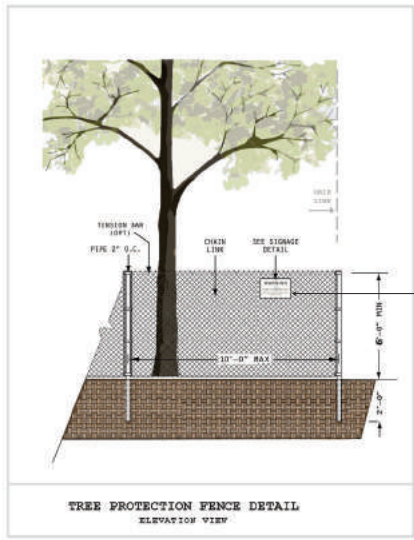 DRIP
LINE
TENSION BAR
(OPT)
PIPE 2" O.C.
CHAIN
LINK
SEE SIGNAGE
DETAIL
WARNING
10'-0" MAX
6'-0" MIN
2'-0"
TREE PROTECTION FENCE DETAIL
ELEVATION VIEW